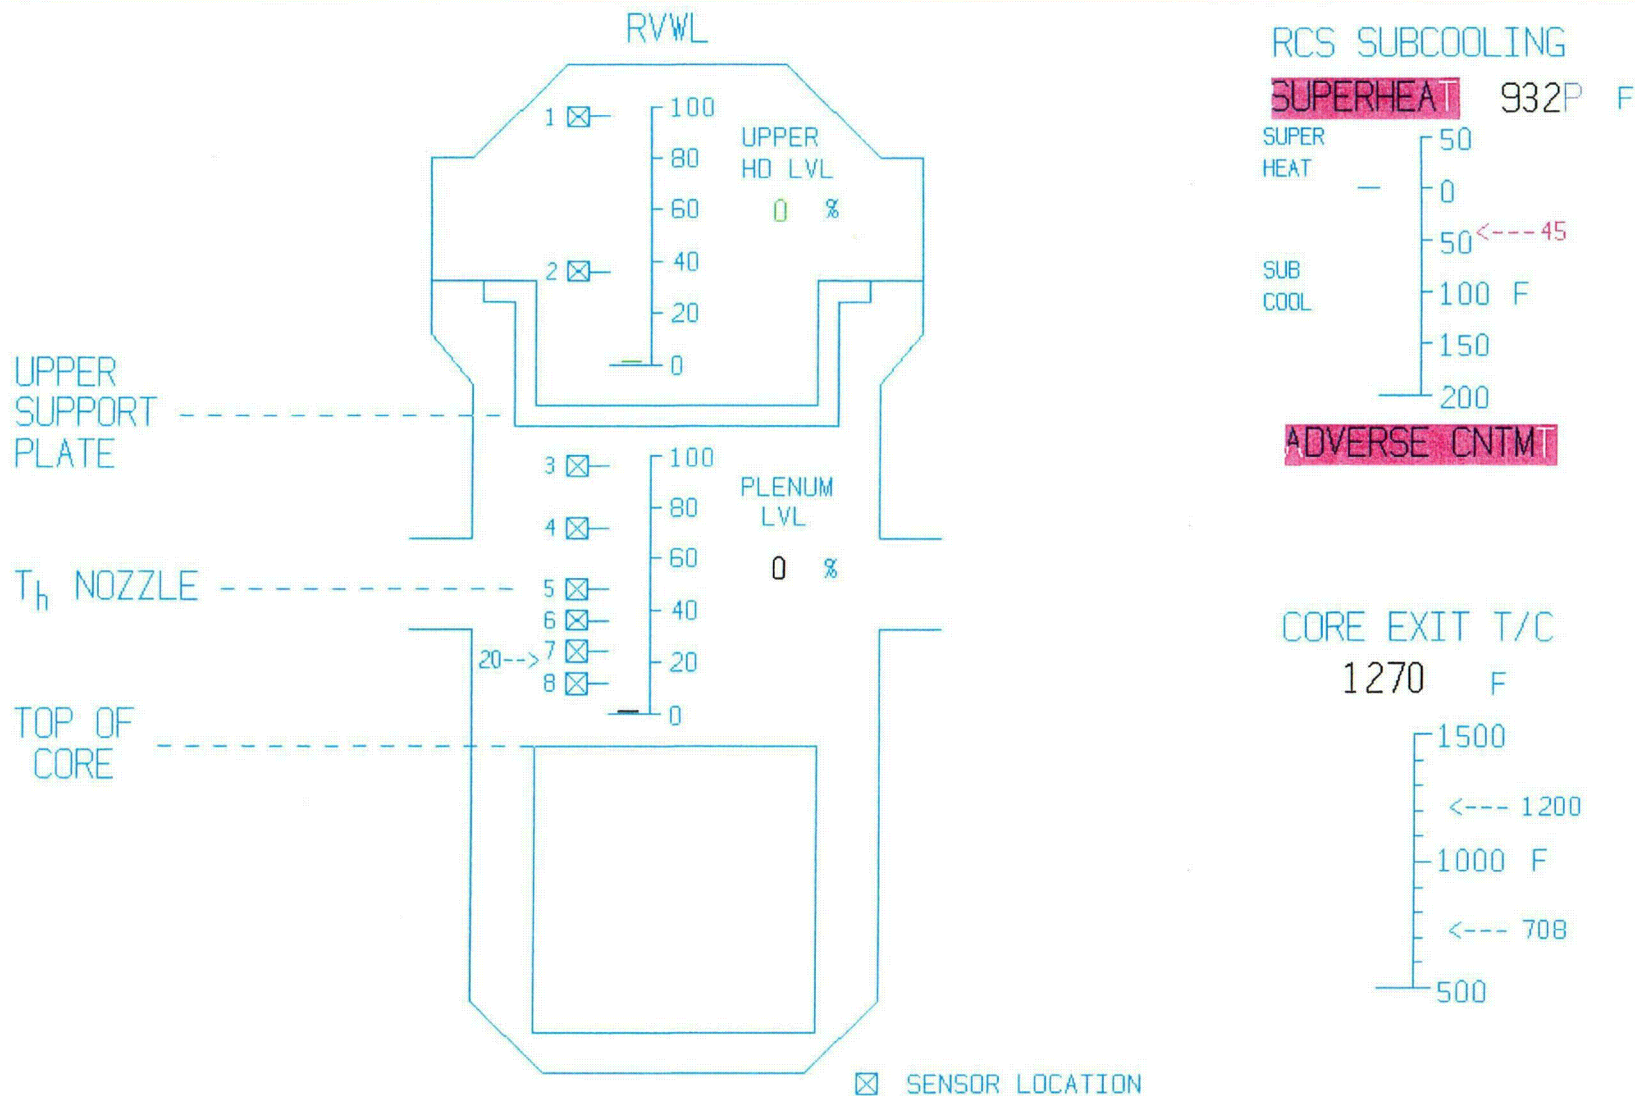 RVWL
1
2
100
80
60
40
20
0
UPPER
HD LVL
0 %
UPPER
SUPPORT
PLATE
3
4
5
6
20-->7
8
100
80
60
40
20
0
PLENUM
LVL
0 %
Th NOZZLE
TOP OF
CORE
SENSOR LOCATION
RCS SUBCOOLING
SUPERHEAT 932P F
SUPER
HEAT
SUB
COOL
50
0
50<---45
100 F
150
200
ADVERSE CNTMT
CORE EXIT T/C
1270 F
1500
<--- 1200
1000 F
<--- 708
500